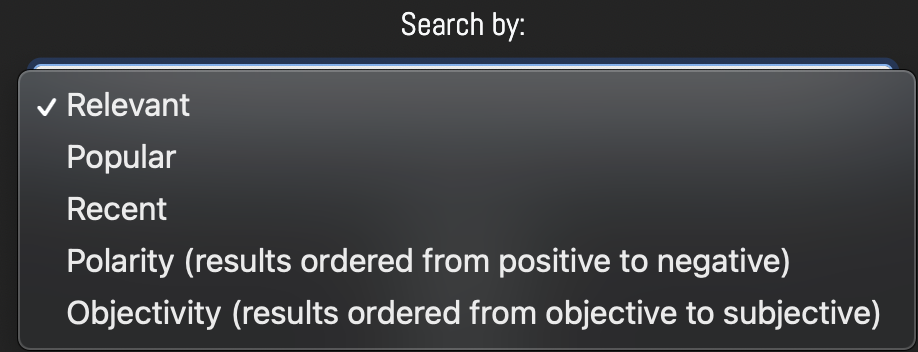 Search by:
✓ Relevant
Popular
Recent
Polarity (results ordered from positive to negative)
Objectivity (results ordered from objective to subjective)